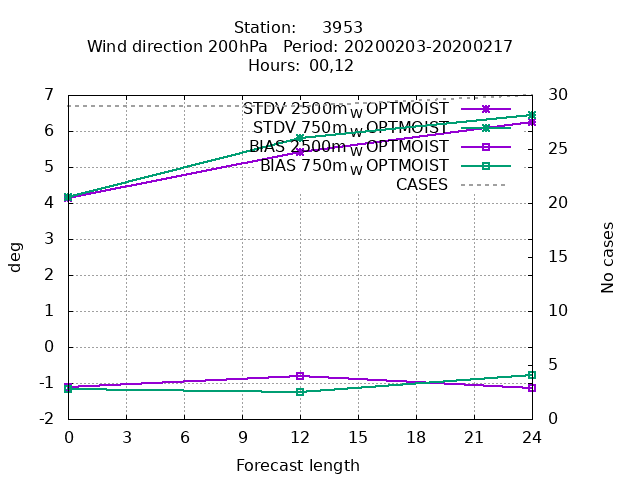 Station: 3953
Wind direction 200hPa Period: 20200203-20200217
Hours: 00,12
STDV 2500m_W OPTMOIST
STDV 750m_W OPTMOIST
BIAS 2500m_W OPTMOIST
BIAS 750m_W OPTMOIST
CASES
7
6
5
4
3
2
1
0
-1
-2
deg
30
25
20
15
10
5
0
No cases
0 3 6 9 12 15 18 21 24
Forecast length